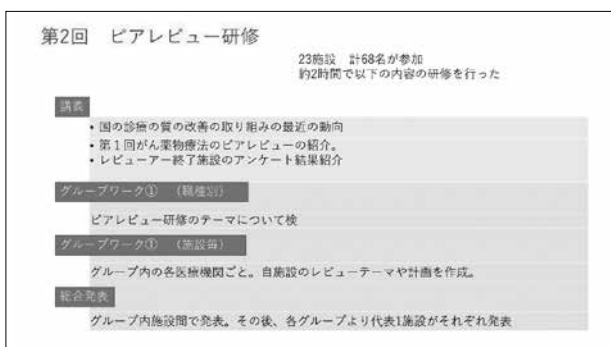 第2回 ピアレビュー研修
23施設 計68名が参加
約2時間で以下の内容の研修を行った
講義
• 国の診療の質の改善の取り組みの最近の動向
• 第1回がん薬物療法のピアレビューの紹介。
• レビューアー終了施設のアンケート結果紹介
グループワーク① (職種別)
ピアレビュー研修のテーマについて検
グループワーク① (施設毎)
グループ内の各医療機関ごと。自施設のレビューテーマや計画を作成。
総合発表
グループ内施設間で発表。その後、各グループより代表1施設がそれぞれ発表